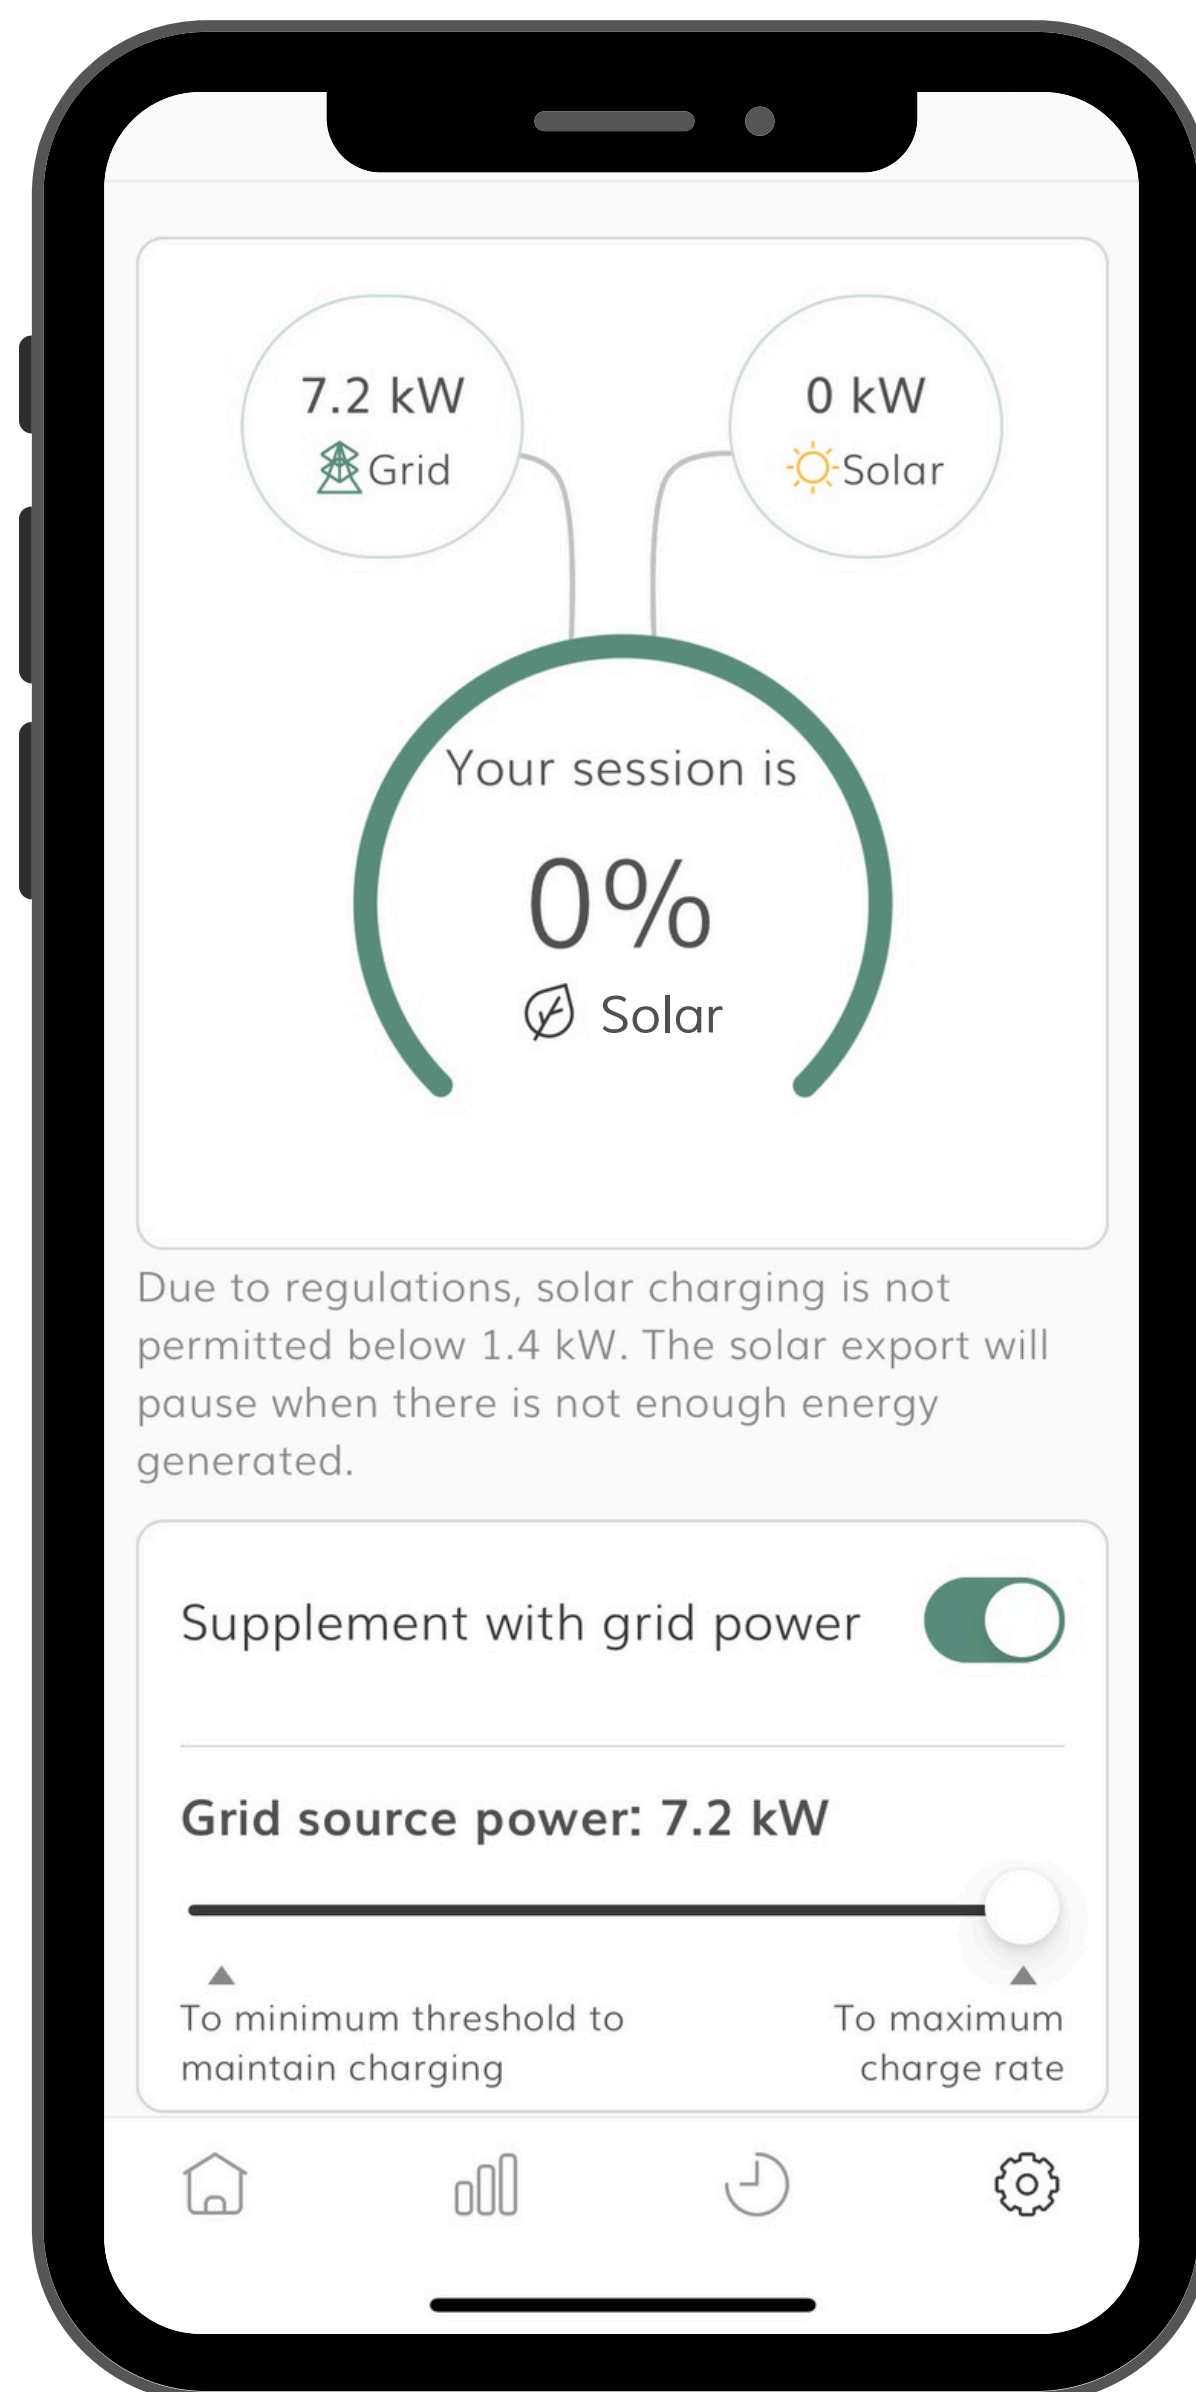 7.2 kW
Grid
0 kW
Solar
Your session is
0%
Solar
Due to regulations, solar charging is not
permitted below 1.4 kW. The solar export will
pause when there is not enough energy
generated.
Supplement with grid power
Grid source power: 7.2 kW
To minimum threshold to
maintain charging
To maximum
charge rate